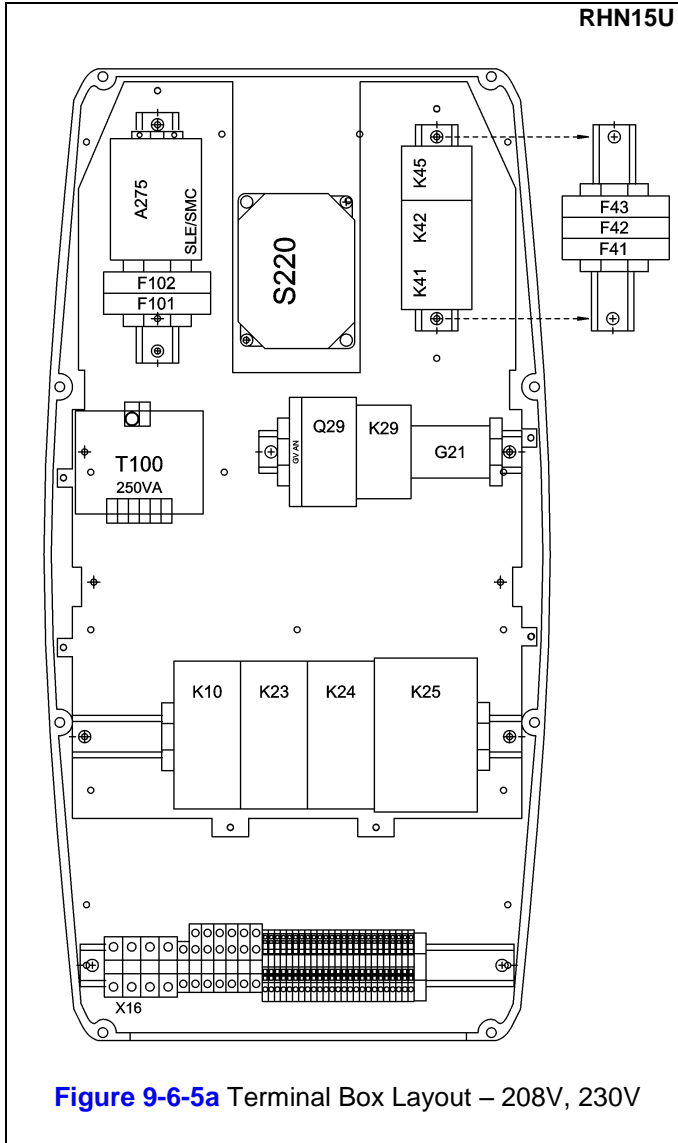 RHN15U
A275
SLE/SMC
F102
F101
S220
K45
K42
K41
F43
F42
F41
T100
250VA
GV AN
Q29
K29
G21
K10
K23
K24
K25
X16
Figure 9-6-5a Terminal Box Layout – 208V, 230V